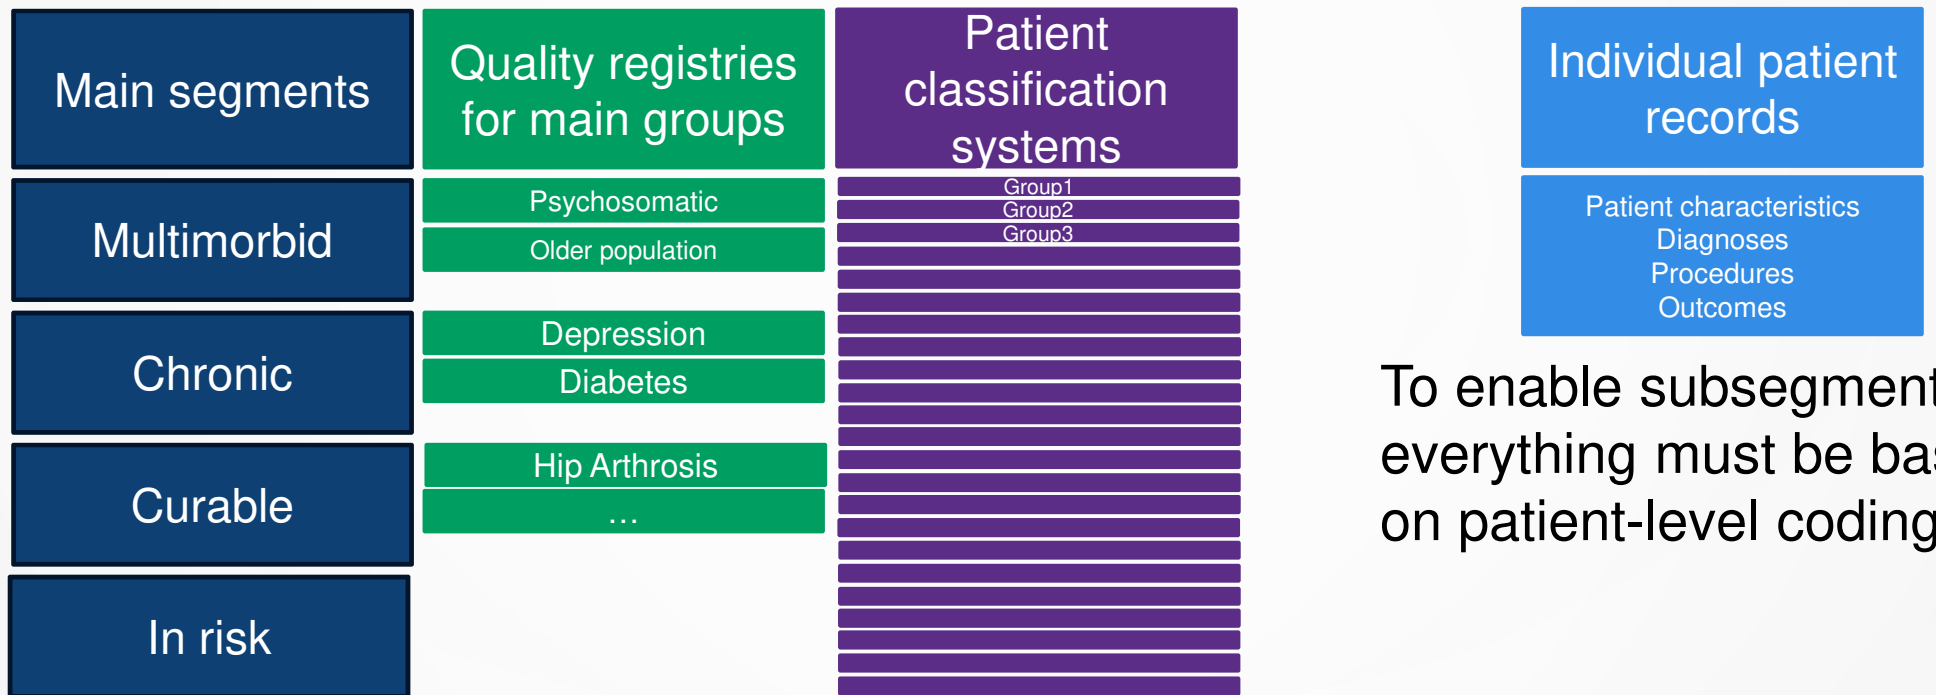 Main segments
Quality registries
for main groups
Patient
classification
systems
Individual patient
records
Multimorbid
Psychosomatic
Older population
Group1
Group2
Group3
Patient characteristics
Diagnoses
Procedures
Outcomes
Chronic
Depression
Diabetes
To enable
everything must be
on patient-level coding
Curable
Hip Arthrosis
…
In risk